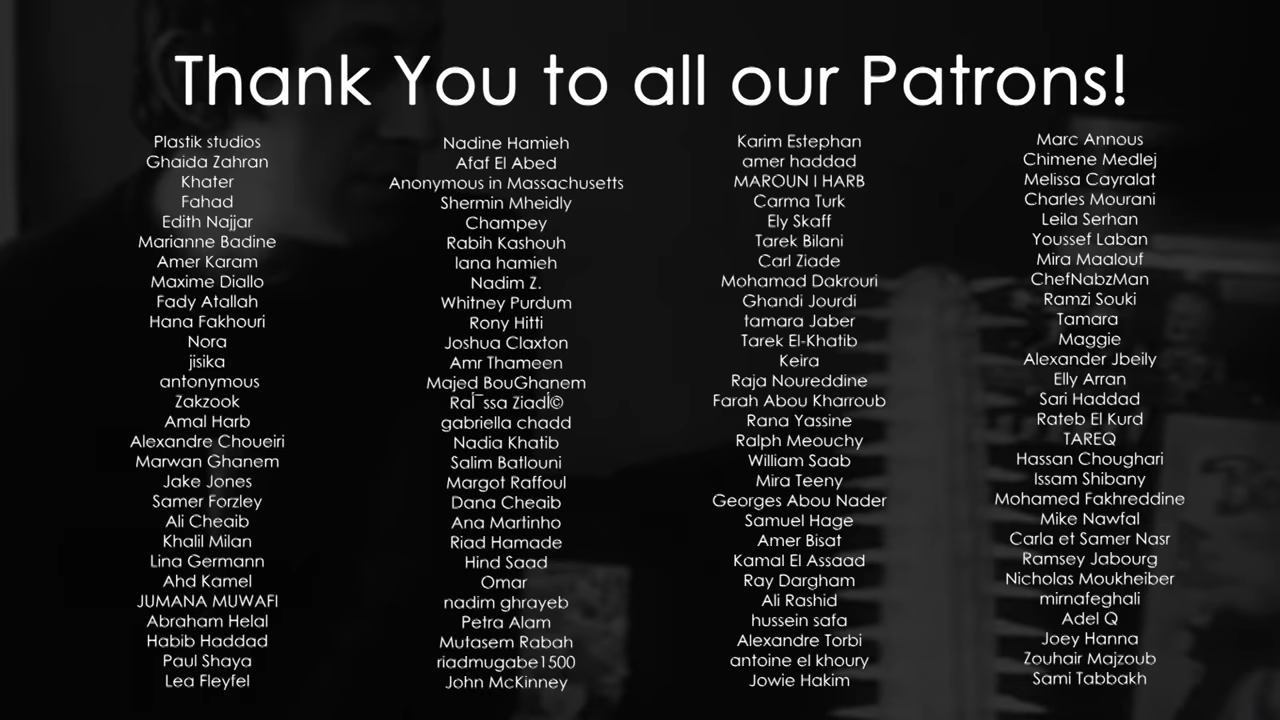 Thank You to all our Patrons!
Plastik studios
Ghaida Zahran
Khater
Fahad
Edith Najjar
Marianne Badine
Amer Karam
Maxime Diallo
Fady Atallah
Hana Fakhouri
Nora
jisika
antonymous
Zakzook
Amal Harb
Alexandre Choueiri
Marwan Ghanem
Jake Jones
Samer Forzley
Ali Cheaib
Khalil Milan
Lina Germann
Ahd Kamel
JUMANA MUWAFI
Abraham Helal
Habib Haddad
Paul Shaya
Lea Fleyfel
Nadine Hamieh
Afaf El Abed
Anonymous in Massachusetts
Shermin Mheidly
Champey
Rabih Kashouh
lana hamieh
Nadim Z.
Whitney Purdum
Rony Hitti
Joshua Claxton
Amr Thameen
Majed BouGhanem
RaÍ¯ssa ZiadÍ©
gabriella chadd
Nadia Khatib
Salim Batlouni
Margot Raffoul
Dana Cheaib
Ana Martinho
Riad Hamade
Hind Saad
Omar
nadim ghrayeb
Petra Alam
Mutasem Rabah
riadmugabe1500
John McKinney
Karim Estephan
amer haddad
MAROUN I HARB
Carma Turk
Ely Skaff
Tarek Bilani
Carl Ziade
Mohamad Dakrouri
Ghandi Jourdi
tamara Jaber
Tarek El-Khatib
Keira
Raja Noureddine
Farah Abou Kharroub
Rana Yassine
Ralph Meouchy
William Saab
Mira Teeny
Georges Abou Nader
Samuel Hage
Amer Bisat
Kamal El Assaad
Ray Dargham
Ali Rashid
hussein safa
Alexandre Torbi
antoine el khoury
Jowie Hakim
Marc Annous
Chimene Medlej
Melissa Cayralat
Charles Mourani
Leila Serhan
Youssef Laban
Mira Maalouf
ChefNabzMan
Ramzi Souki
Tamara
Maggie
Alexander Jbeily
Elly Arran
Sari Haddad
Rateb El Kurd
TAREQ
Hassan Choughari
Issam Shibany
Mohamed Fakhreddine
Mike Nawfal
Carla et Samer Nasr
Ramsey Jabourg
Nicholas Moukheiber
mirnafeghali
Adel Q
Joey Hanna
Zouhair Majzoub
Sami Tabbakh